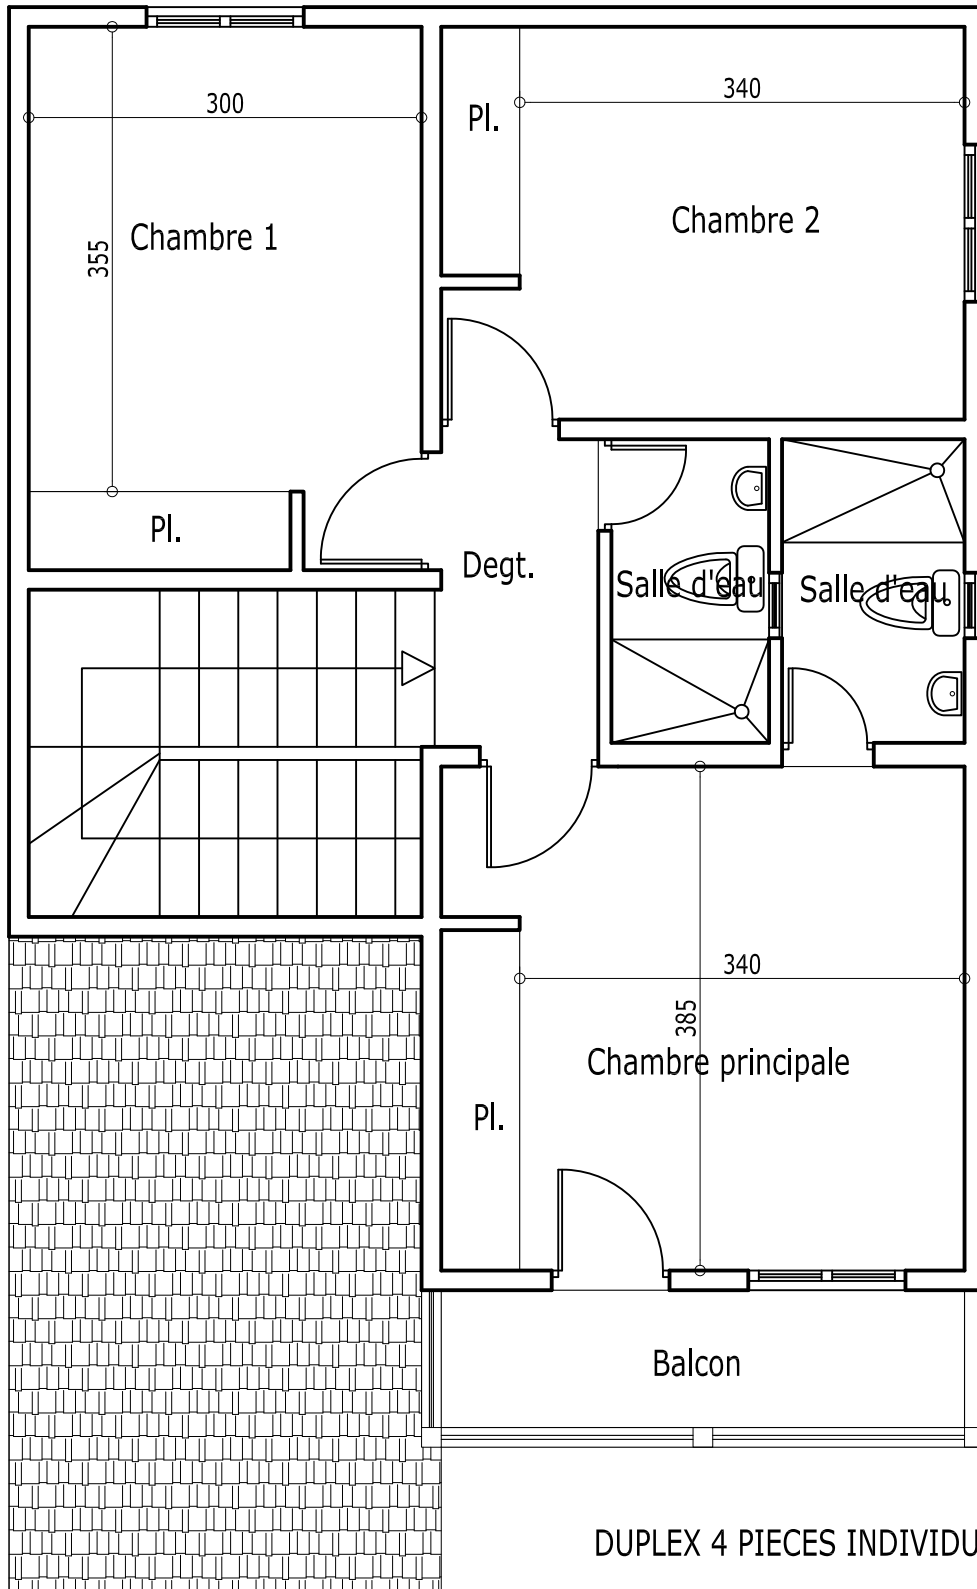 300
340
Pl.
Chambre 1
Chambre 2
355
Pl.
Degt.
Salle d'eau
Salle d'eau
340
385
Chambre principale
Pl.
Balcon
DUPLEX 4 PIECES INDIVIDU